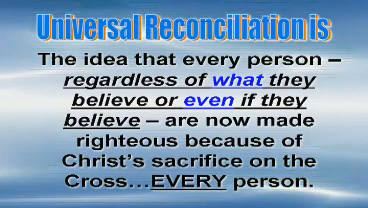 Universal Reconciliation is
The idea that every person –
regardless of what they
believe or even if they
believe – are now made
righteous because of
Christ's sacrifice on the
Cross...EVERY person.